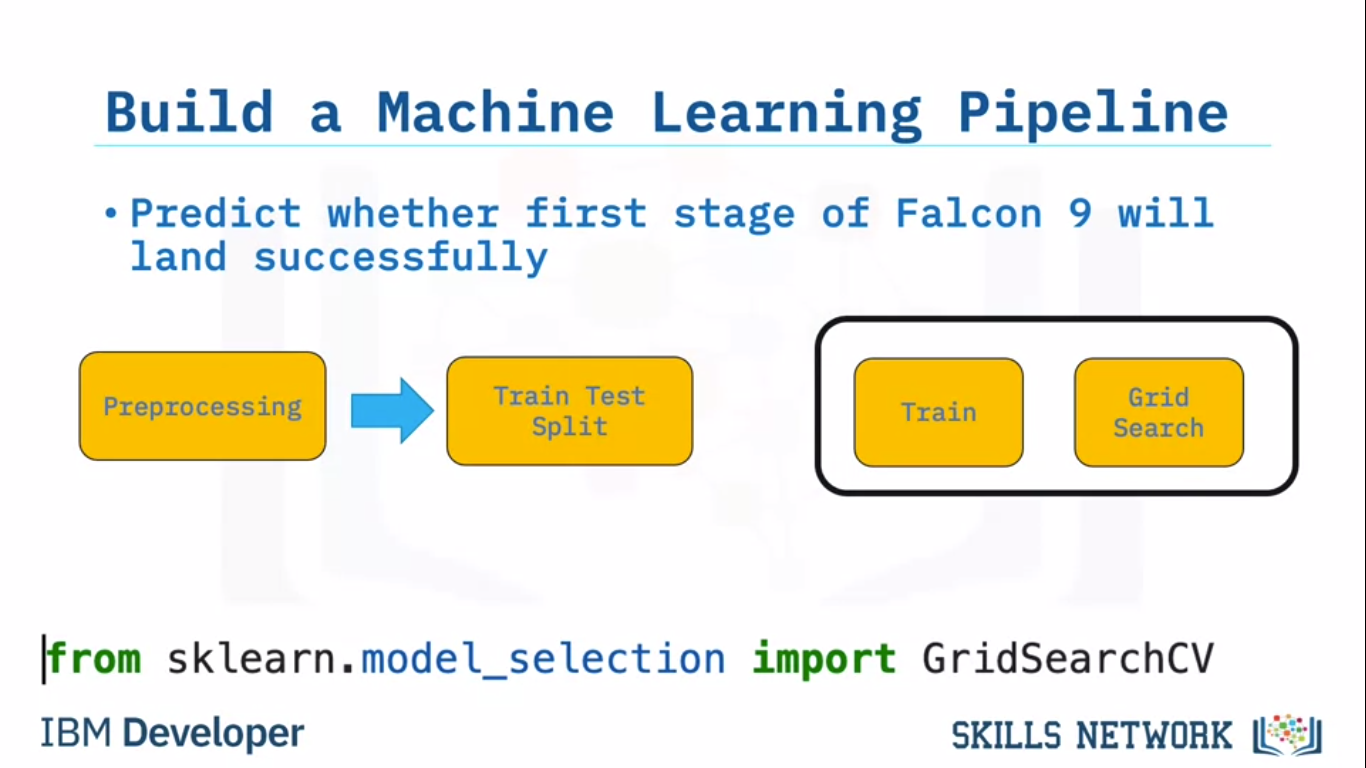 Build a Machine Learning Pipeline
• Predict whether first stage of Falcon 9 will
land successfully
Preprocessing
Train Test
Split
Train
Grid
Search
from sklearn.model_selection import GridSearchCV
IBM Developer
SKILLS NETWORK